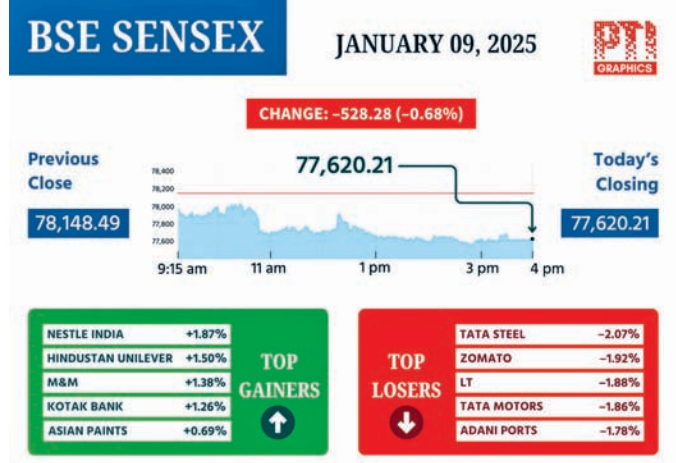 BSE SENSEX
JANUARY 09, 2025
PTI
GRAPHICS
CHANGE: –528.28 (–0.68%)
Previous
Close
78,148.49
78,400
78,200
78,000
77,800
77,600
77,620.21
Today's
Closing
77,620.21
9:15 am 11 am 1 pm 3 pm 4 pm
NESTLE INDIA +1.87%
HINDUSTAN UNILEVER +1.50%
M&M +1.38%
KOTAK BANK +1.26%
ASIAN PAINTS +0.69%
TOP
GAINERS
TOP
LOSERS
TATA STEEL –2.07%
ZOMATO –1.92%
LT –1.88%
TATA MOTORS –1.86%
ADANI PORTS –1.78%